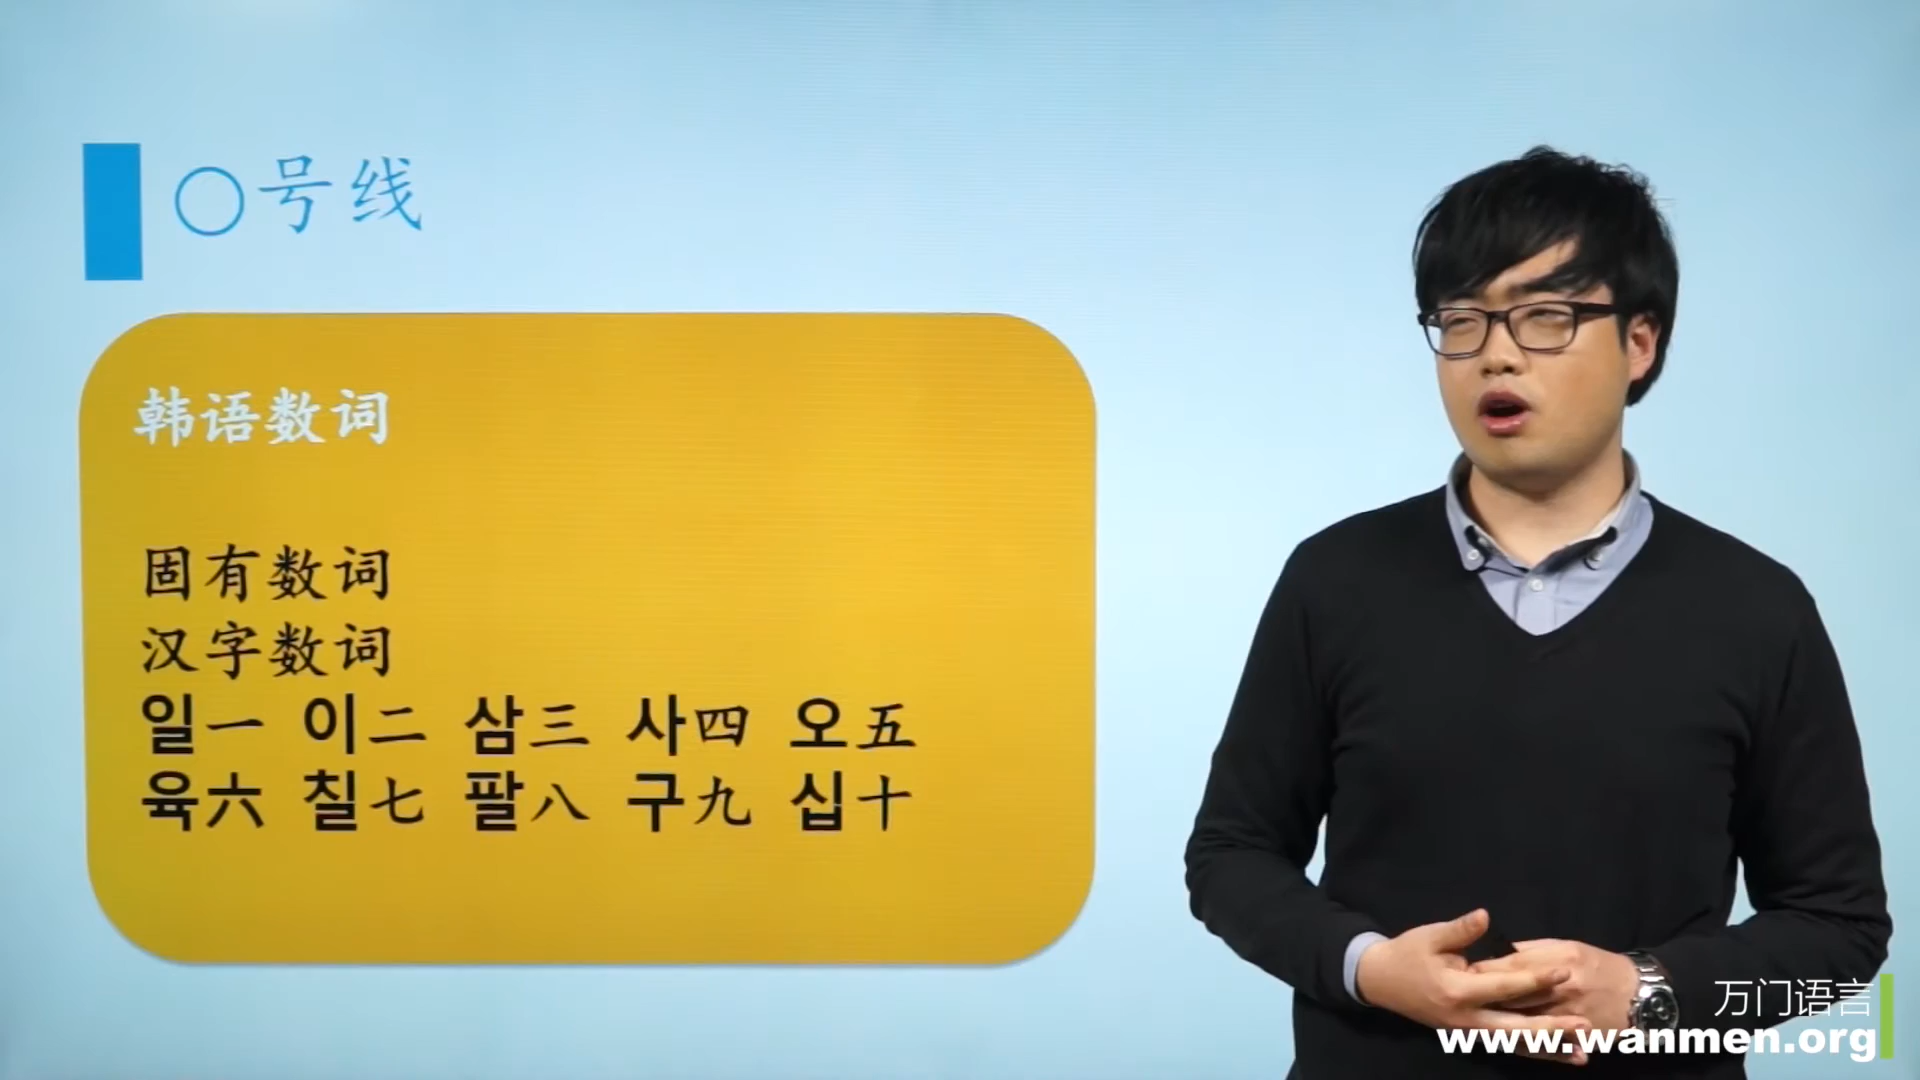 ○号线
韩语数词
固有数词
汉字数词
일一 이二 삼三 사四 오五
육六 칠七 팔八 구九 십十
万门语言
www.wanmen.org